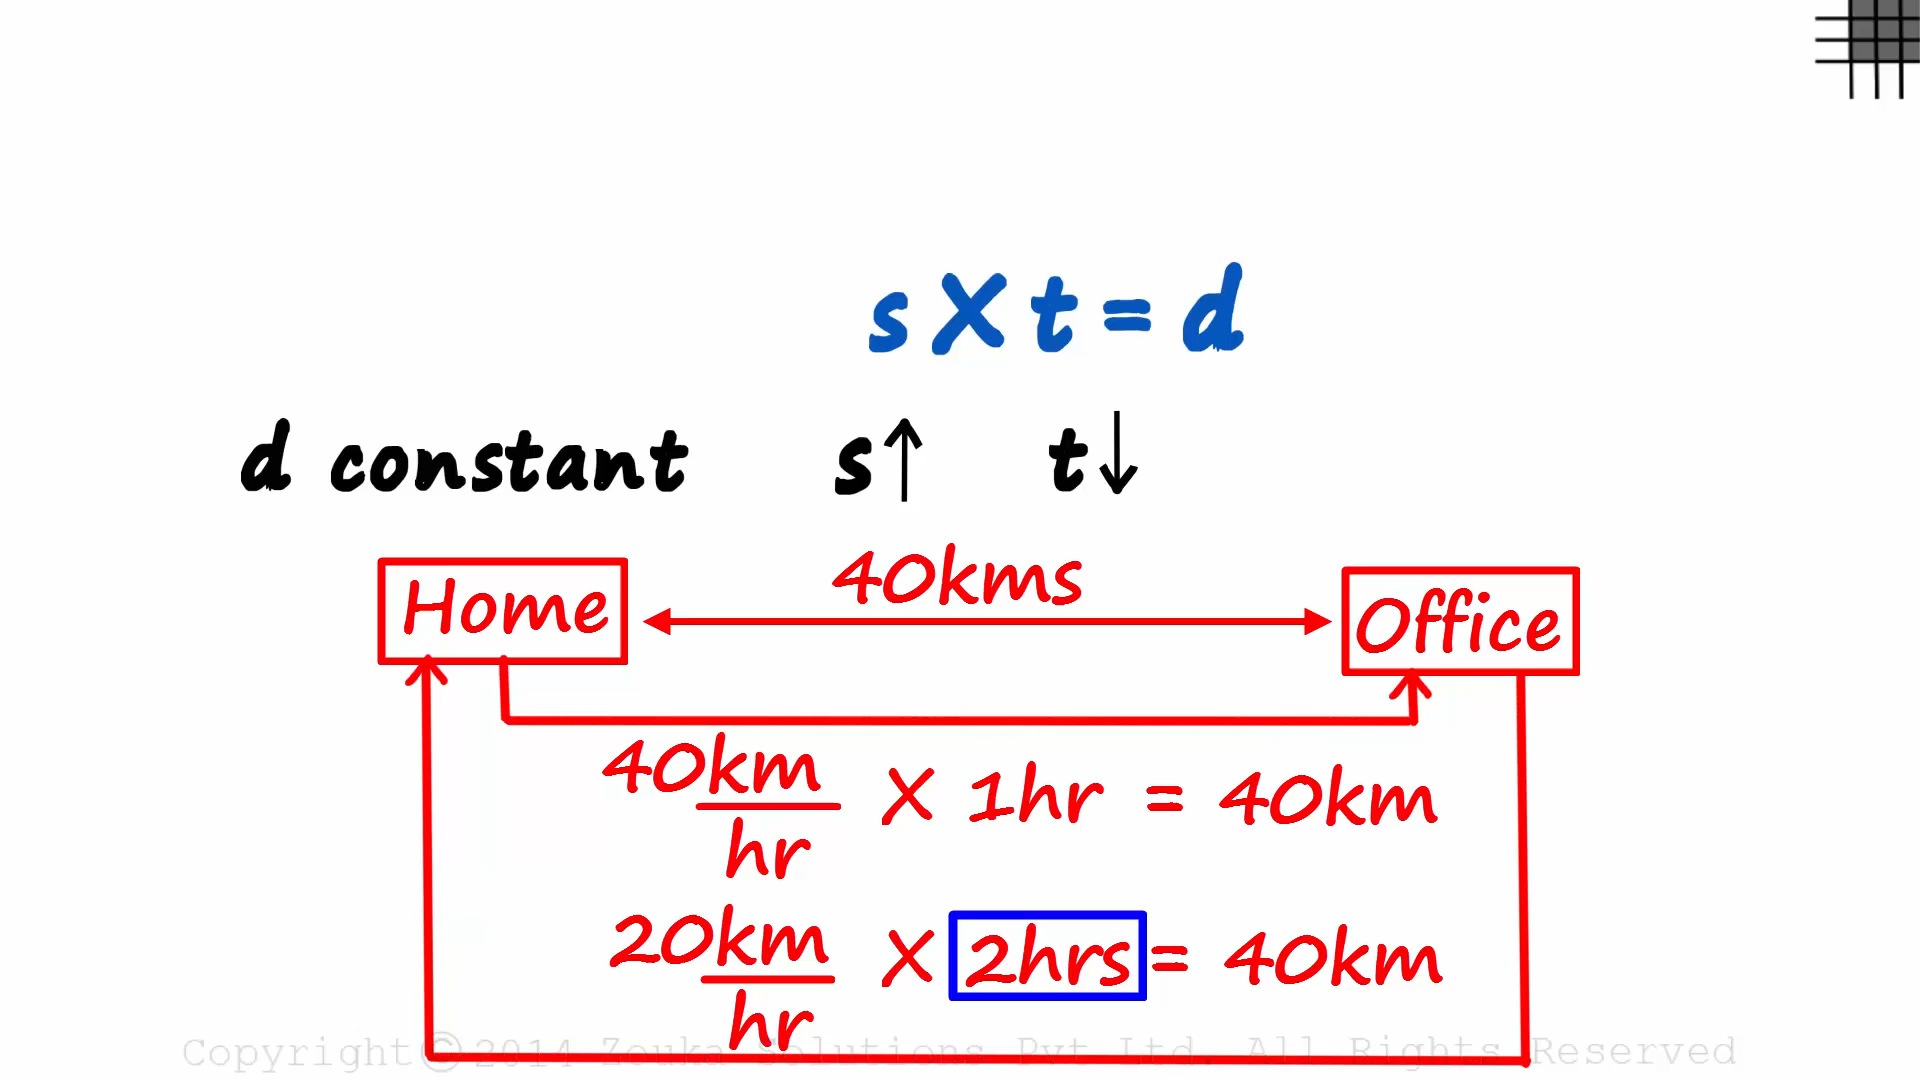 s X t = d
d constant s↑ t↓
40kms
Home Office
40km/hr X 1hr = 40km
20km/hr X 2hrs = 40km
Copyright © 2014 Zouka Solutions Pvt Ltd. All Rights Reserved